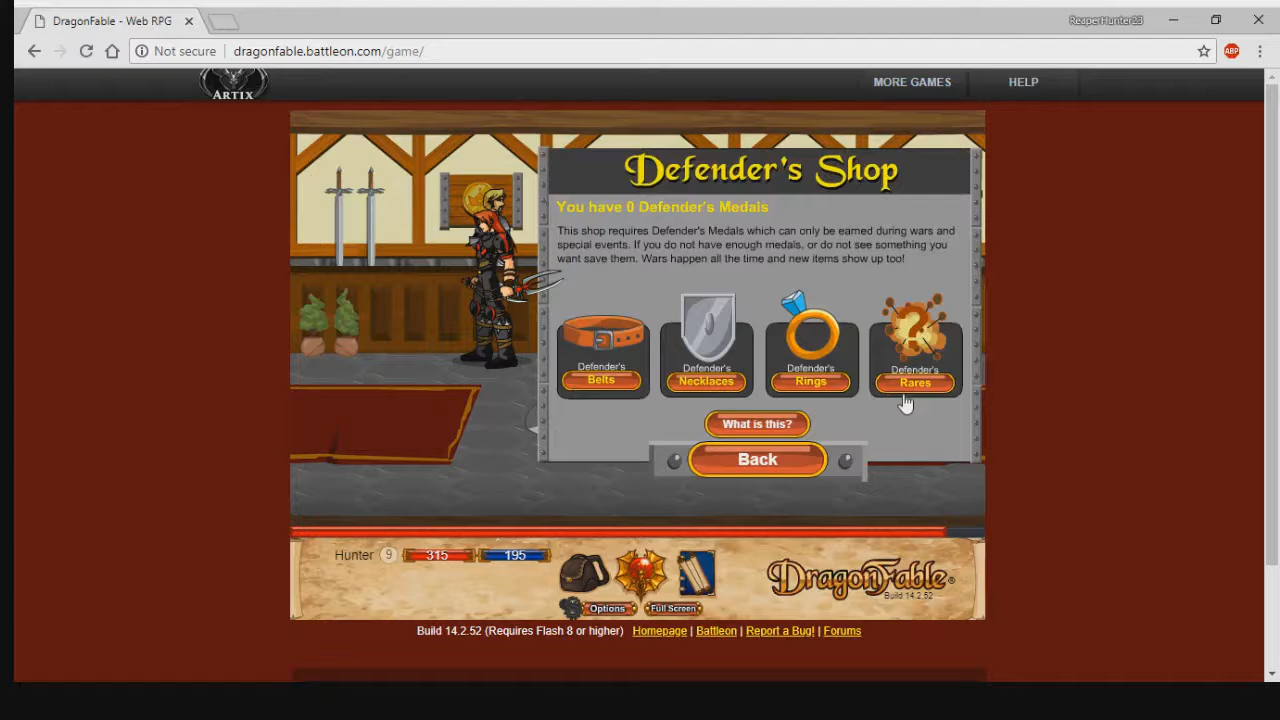 DragonFable - Web RPG
ReaperHunter23
Not secure
dragonfable.battleon.com/game/
ABP
ARTIX
MORE GAMES
HELP
Defender's Shop
You have 0 Defender's Medals
This shop requires Defender's Medals which can only be earned during wars and
special events. If you do not have enough medals, or do not see something you
want save them. Wars happen all the time and new items show up too!
Defender's
Belts
Defender's
Necklaces
Defender's
Rings
?
Defender's
Rares
What is this?
Back
Hunter 9 315 195
DragonFable®
Build 14.2.52
Options
Full Screen
Build 14.2.52 (Requires Flash 8 or higher) Homepage | Battleon | Report a Bug! | Forums